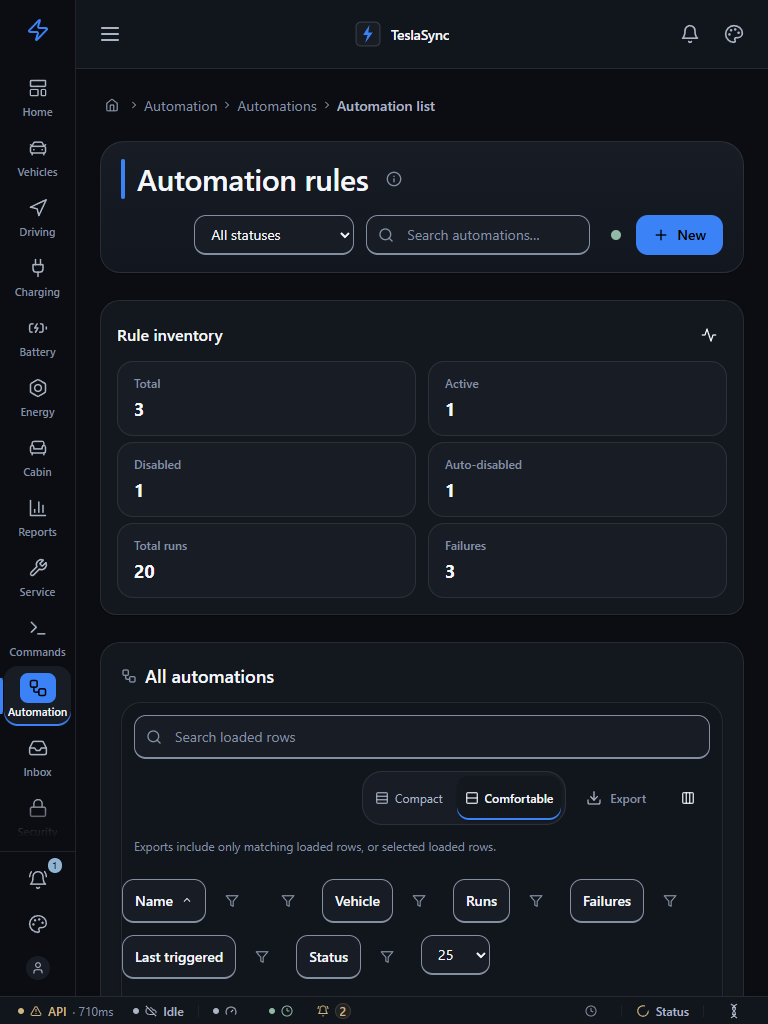 TeslaSync
Home
Vehicles
Driving
Charging
Battery
Energy
Cabin
Reports
Service
Commands
Automation
Inbox
Security
1
Automation
Automations
Automation list
Automation rules
All statuses
Search automations...
New
Rule inventory
Total
3
Active
1
Disabled
1
Auto-disabled
1
Total runs
20
Failures
3
All automations
Search loaded rows
Compact
Comfortable
Export
Exports include only matching loaded rows, or selected loaded rows.
Name
Vehicle
Runs
Failures
Last triggered
Status
25
API · 710ms
Idle
2
Status